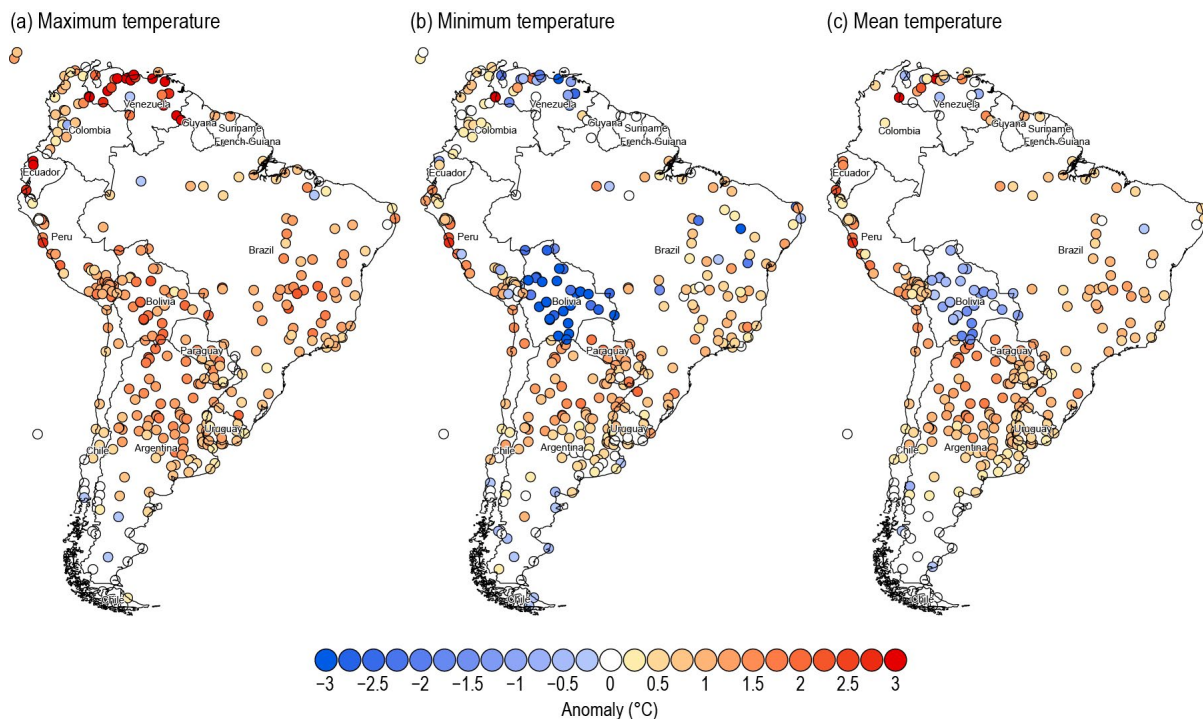 (a) Maximum temperature
(b) Minimum temperature
(c) Mean temperature
Venezuela
Guyana
Suriname
French Guiana
Colombia
Ecuador
Peru
Brazil
Bolivia
Paraguay
Uruguay
Argentina
Chile
Chile
Venezuela
Guyana
Suriname
French Guiana
Colombia
Ecuador
Peru
Brazil
Bolivia
Paraguay
Uruguay
Argentina
Chile
Chile
Venezuela
Guyana
Suriname
French Guiana
Colombia
Ecuador
Peru
Brazil
Bolivia
Paraguay
Uruguay
Argentina
Chile
Chile
−3 −2.5 −2 −1.5 −1 −0.5 0 0.5 1 1.5 2 2.5 3
Anomaly (°C)